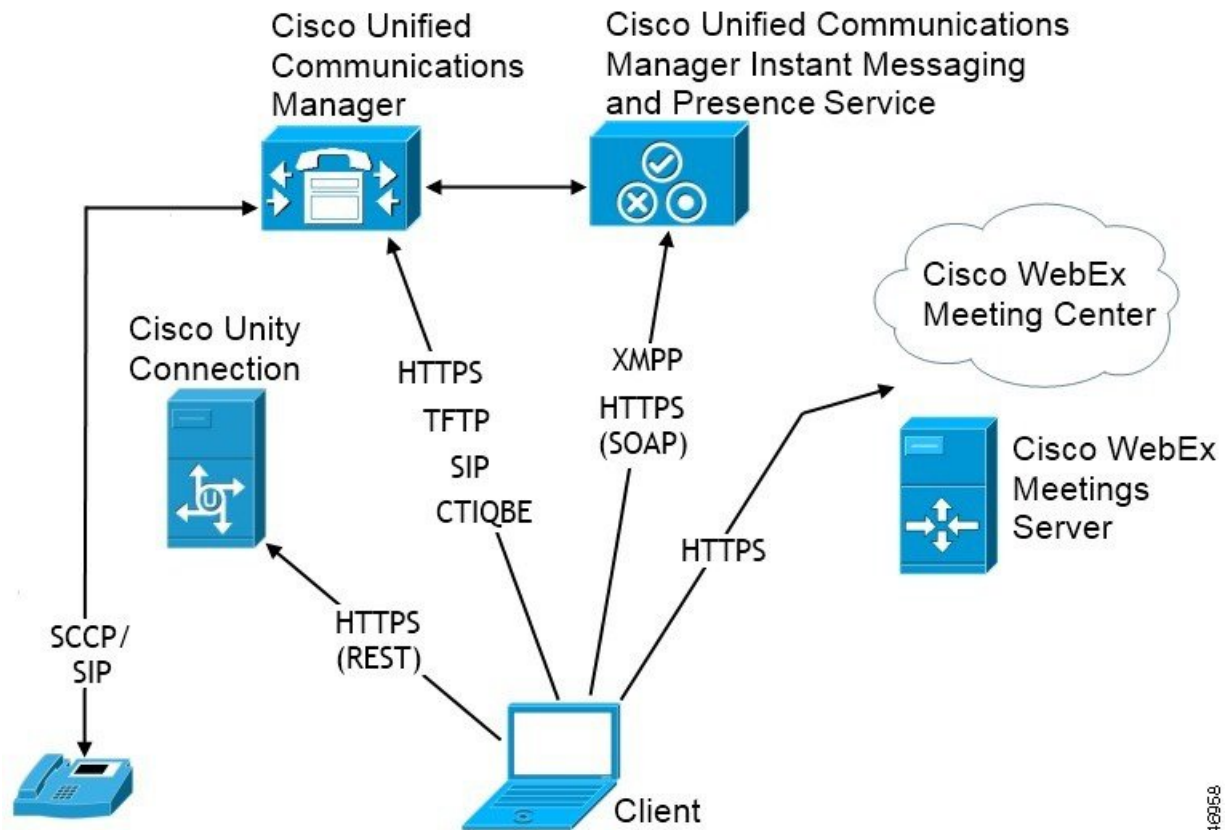 Cisco Unified
Communications
Manager
Cisco Unified Communications
Manager Instant Messaging
and Presence Service
Cisco WebEx
Meeting Center
Cisco Unity
Connection
HTTPS
TFTP
SIP
CTIQBE
XMPP
HTTPS
(SOAP)
Cisco WebEx
Meetings
Server
HTTPS
HTTPS
(REST)
SCCP/
SIP
U
Client